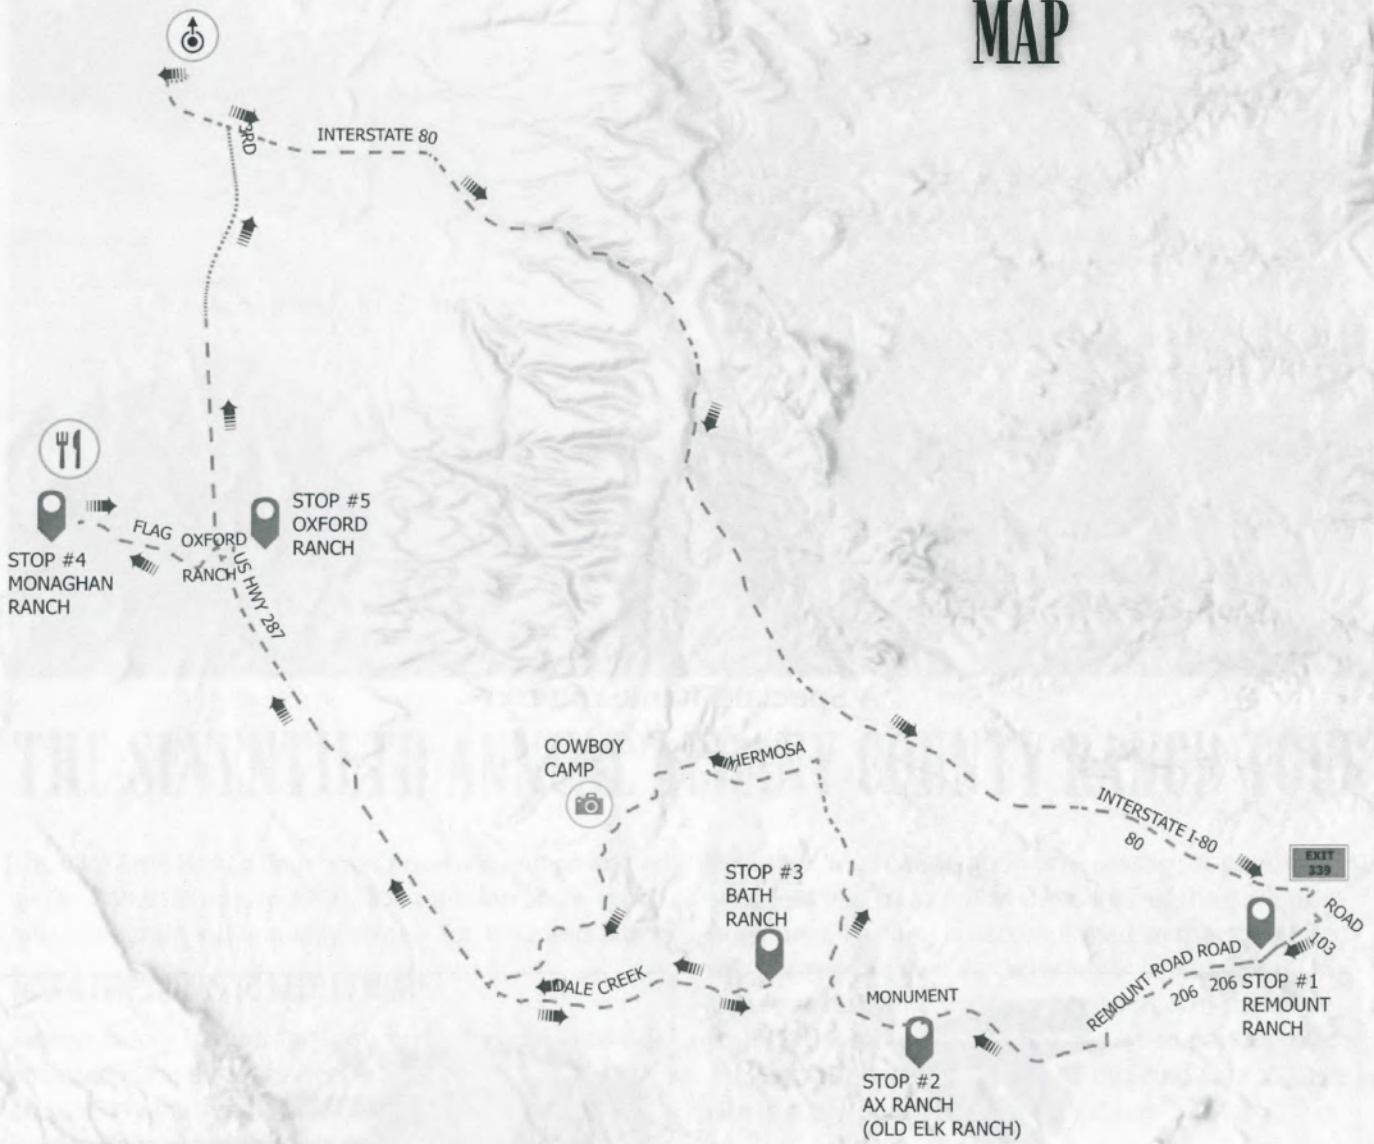 MAP
3RD
INTERSTATE 80
STOP #5
OXFORD
RANCH
FLAG
OXFORD
RANCH
US HWY 287
STOP #4
MONAGHAN
RANCH
COWBOY
CAMP
HERMOSA
INTERSTATE I-80
80
EXIT
339
STOP #3
BATH
RANCH
ROAD
103
DALE CREEK
MONUMENT
REMOUNT ROAD ROAD
206 206
STOP #1
REMOUNT
RANCH
STOP #2
AX RANCH
(OLD ELK RANCH)